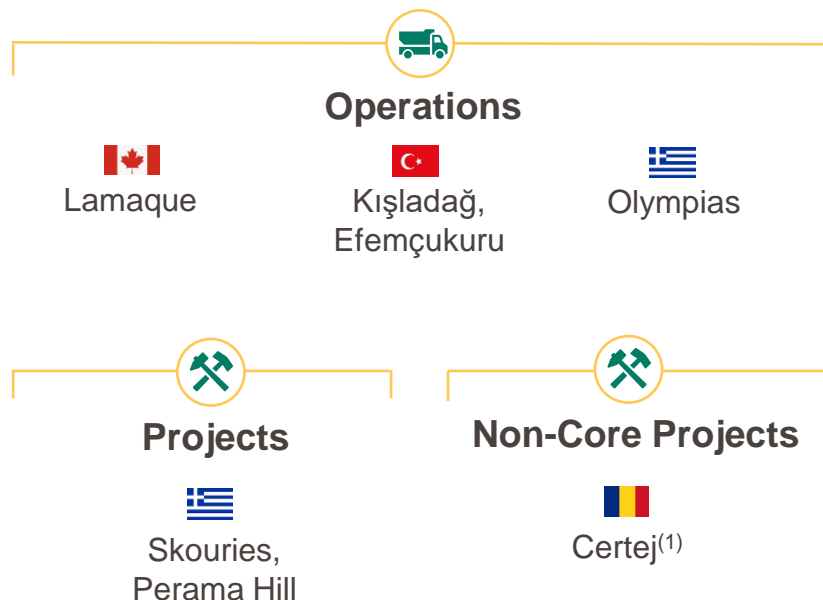 Operations
Lamaque
Kışladağ,
Efemçukuru
Olympias
Projects
Skouries,
Perama Hill
Non-Core Projects
Certej(1)